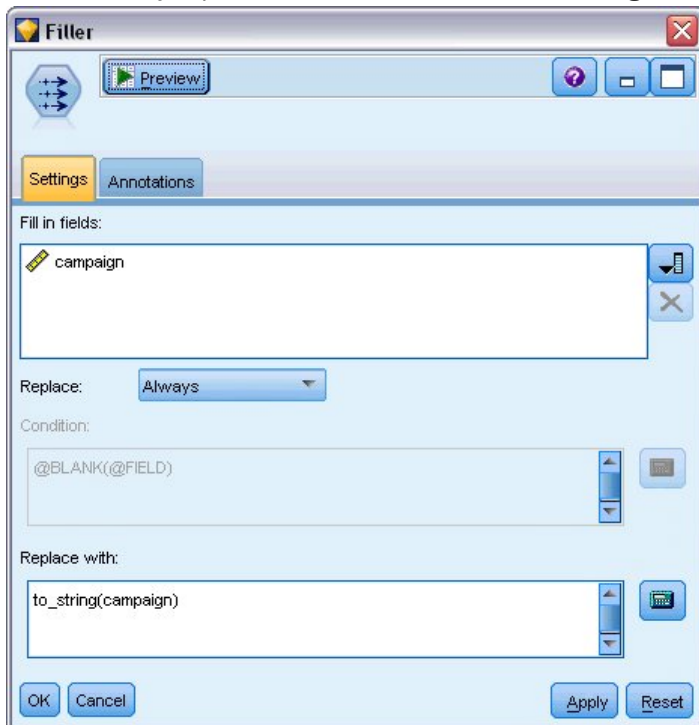 Filler
Preview
Settings
Annotations
Fill in fields:
campaign
Replace:
Always
Condition:
@BLANK(@FIELD)
Replace with:
to_string(campaign)
OK
Cancel
Apply
Reset